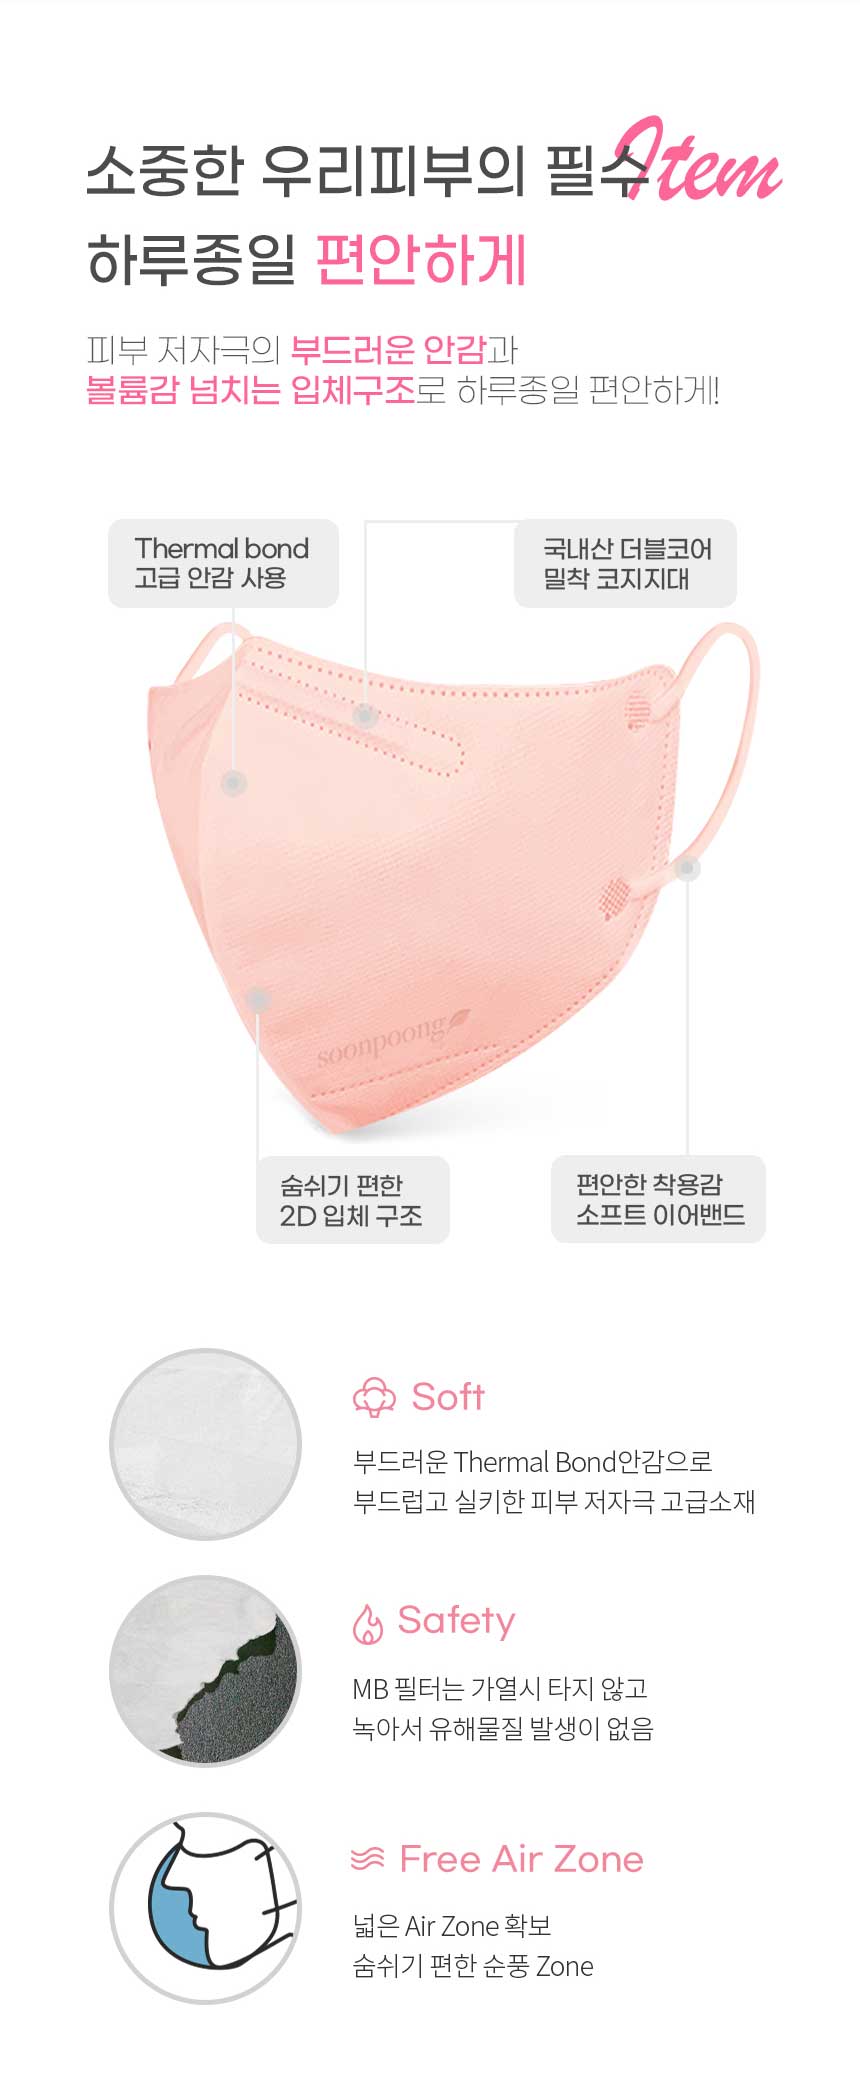 소중한 우리피부의 필수 Item
하루종일 편안하게
피부 저자극의 부드러운 안감과
볼륨감 넘치는 입체구조로 하루종일 편안하게!
Thermal bond
고급 안감 사용
국내산 더블코어
밀착 코지지대
soonpoong
숨쉬기 편한
2D 입체 구조
편안한 착용감
소프트 이어밴드
Soft
부드러운 Thermal Bond안감으로
부드럽고 실키한 피부 저자극 고급소재
Safety
MB 필터는 가열시 타지 않고
녹아서 유해물질 발생이 없음
Free Air Zone
넓은 Air Zone 확보
숨쉬기 편한 순풍 Zone